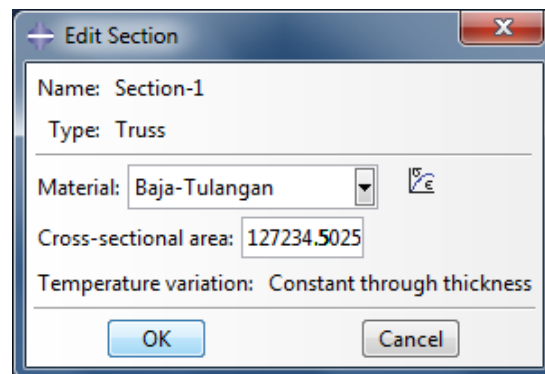 Edit Section
Name: Section-1
Type: Truss
Material: Baja-Tulangan
Cross-sectional area: 127234.5025
Temperature variation: Constant through thickness
OK Cancel